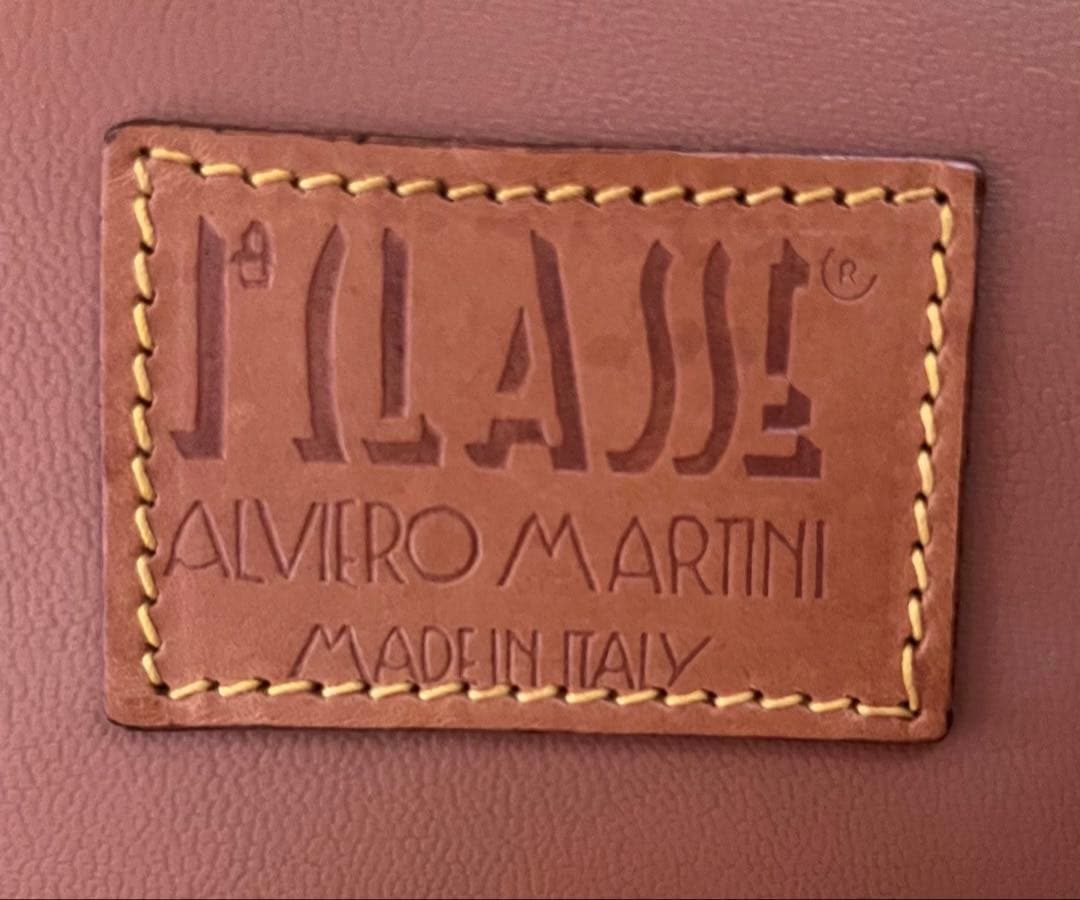 1ª CLASSE®
ALVIERO MARTINI
MADE IN ITALY